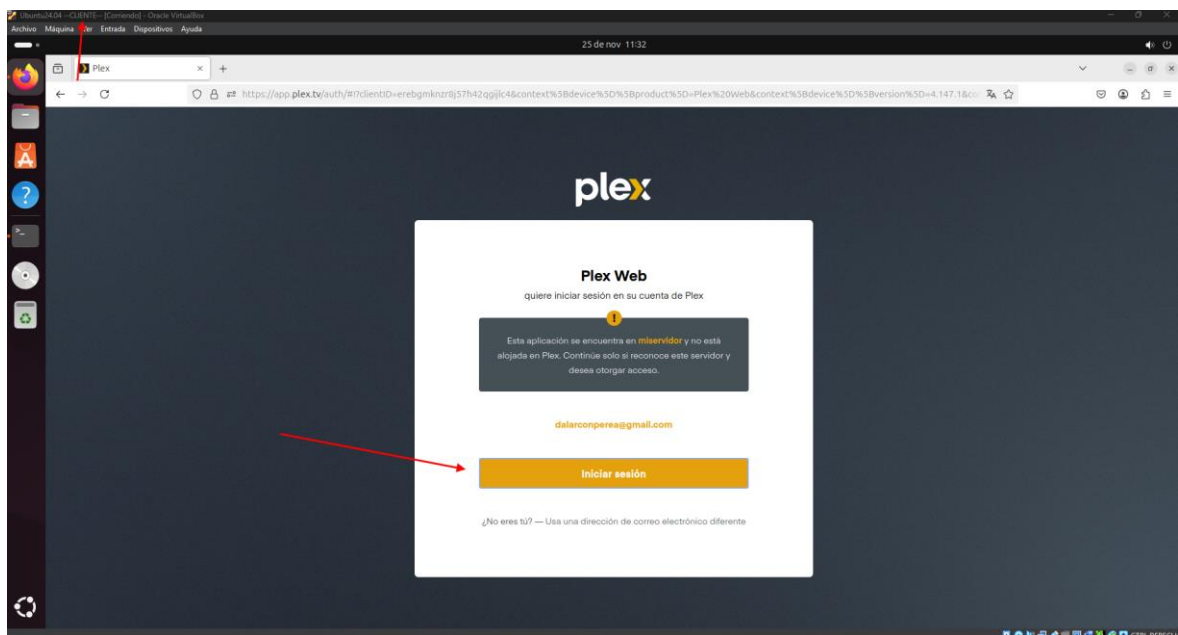 Ubuntu24.04 --CLIENTE-- [Corriendo] - Oracle VirtualBox
Archivo Máquina Ver Entrada Dispositivos Ayuda
25 de nov 11:32
Plex
plex
Plex Web
quiere iniciar sesión en su cuenta de Plex
Esta aplicación se encuentra en miservidor y no está
alojada en Plex. Continúe solo si reconoce este servidor y
desea otorgar acceso.
dalarconperea@gmail.com
Iniciar sesión
¿No eres tú? — Usa una dirección de correo electrónico diferente